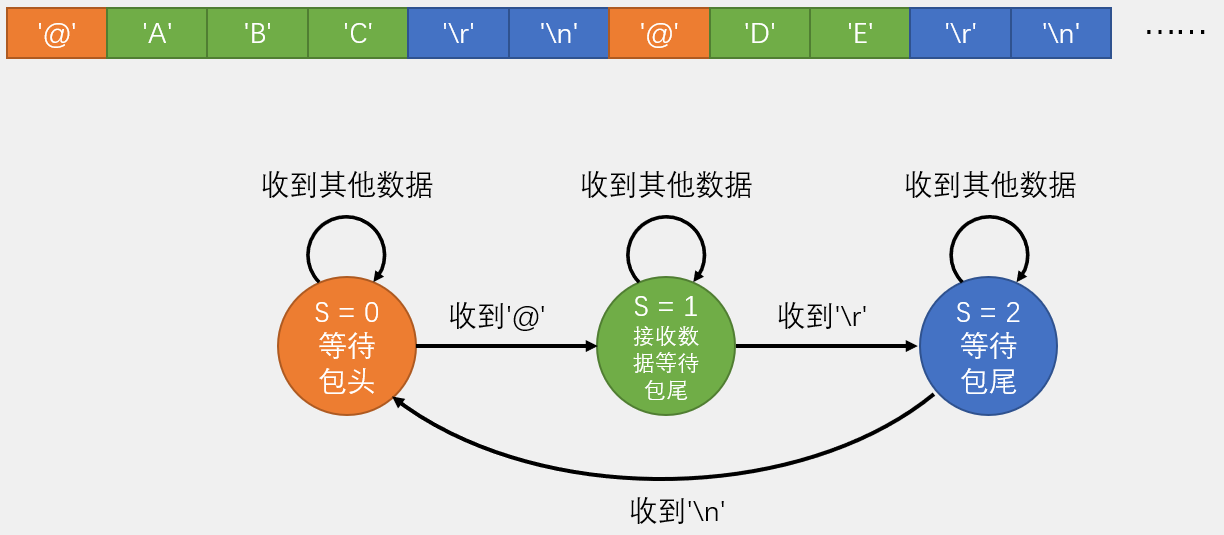 '@' 'A' 'B' 'C' '\r' '\n' '@' 'D' 'E' '\r' '\n' ……
收到其他数据 收到其他数据 收到其他数据
S = 0
等待
包头
收到'@'
S = 1
接收数
据等待
包尾
收到'\r'
S = 2
等待
包尾
收到'\n'